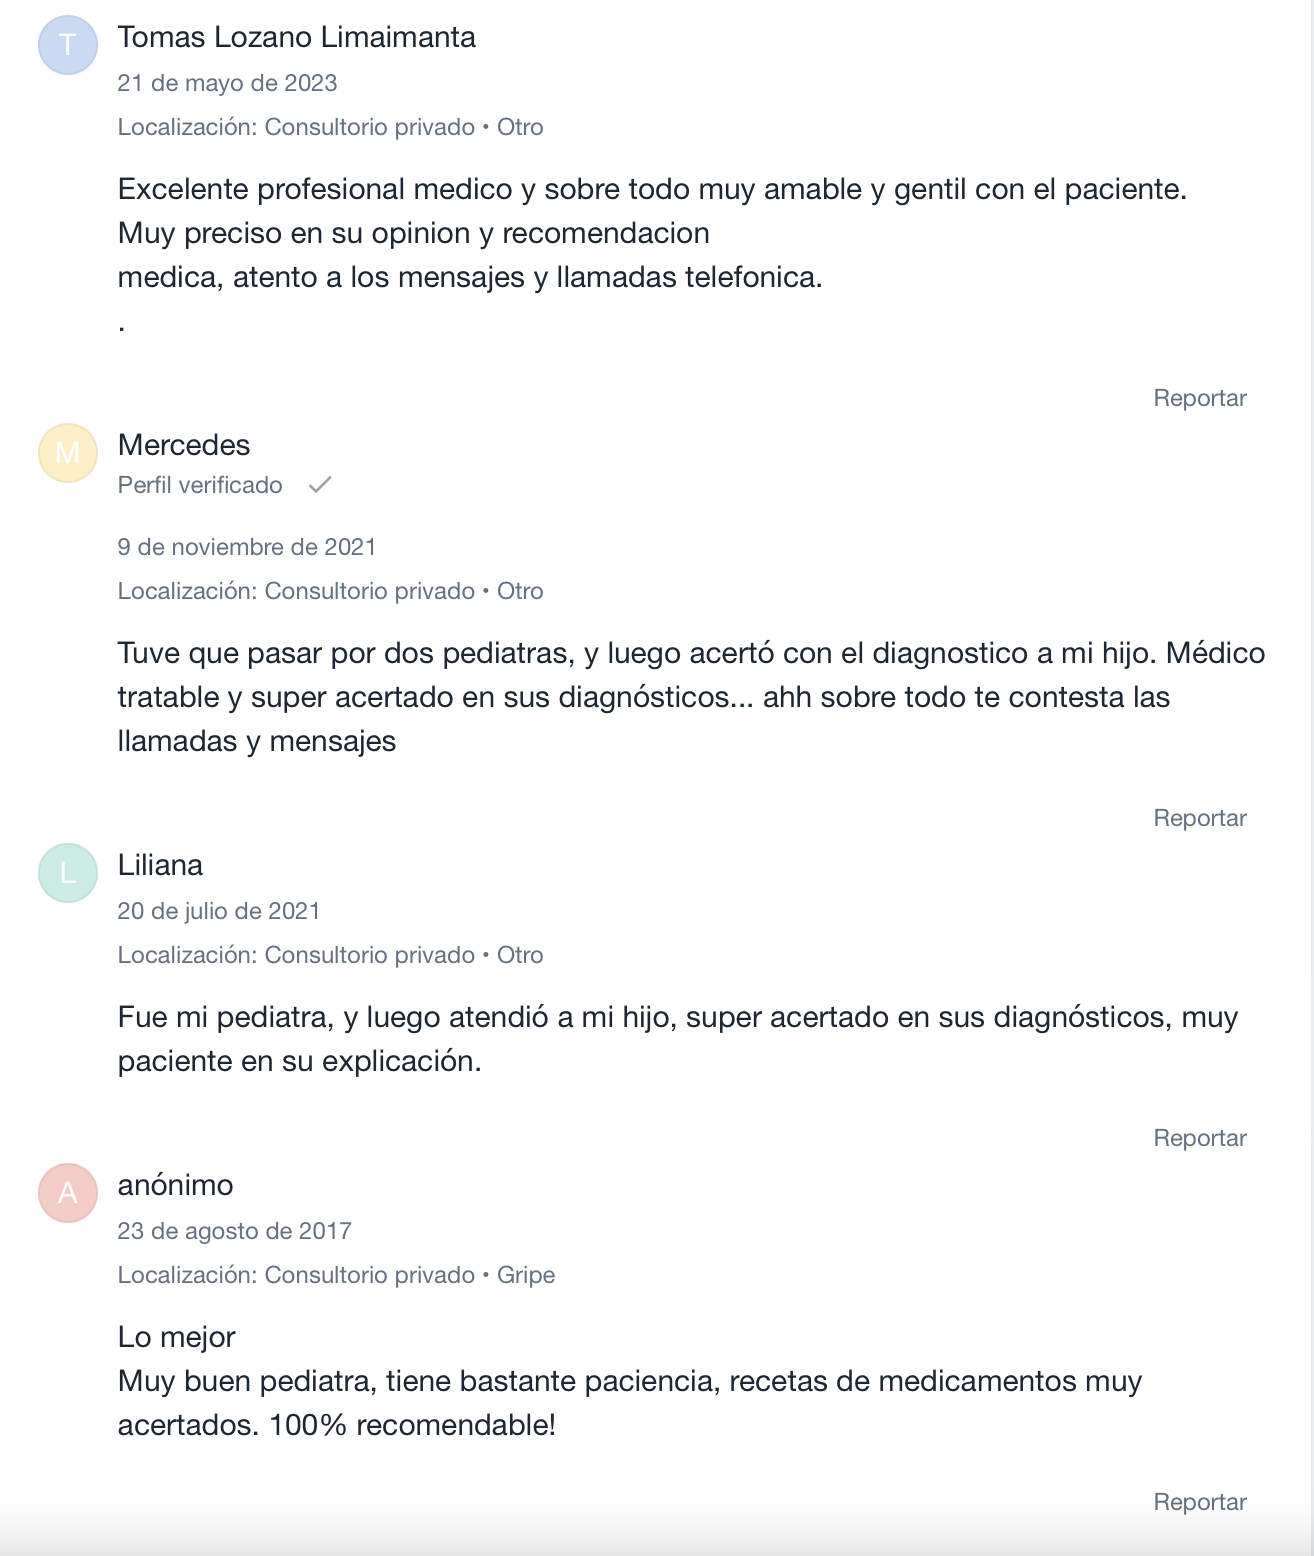 T
Tomas Lozano Limaimanta
21 de mayo de 2023
Localización: Consultorio privado • Otro
Excelente profesional medico y sobre todo muy amable y gentil con el paciente.
Muy preciso en su opinion y recomendacion
medica, atento a los mensajes y llamadas telefonica.
.
Reportar
M
Mercedes
Perfil verificado ✓
9 de noviembre de 2021
Localización: Consultorio privado • Otro
Tuve que pasar por dos pediatras, y luego acertó con el diagnostico a mi hijo. Médico
tratable y super acertado en sus diagnósticos... ahh sobre todo te contesta las
llamadas y mensajes
Reportar
L
Liliana
20 de julio de 2021
Localización: Consultorio privado • Otro
Fue mi pediatra, y luego atendió a mi hijo, super acertado en sus diagnósticos, muy
paciente en su explicación.
Reportar
A
anónimo
23 de agosto de 2017
Localización: Consultorio privado • Gripe
Lo mejor
Muy buen pediatra, tiene bastante paciencia, recetas de medicamentos muy
acertados. 100% recomendable!
Reportar